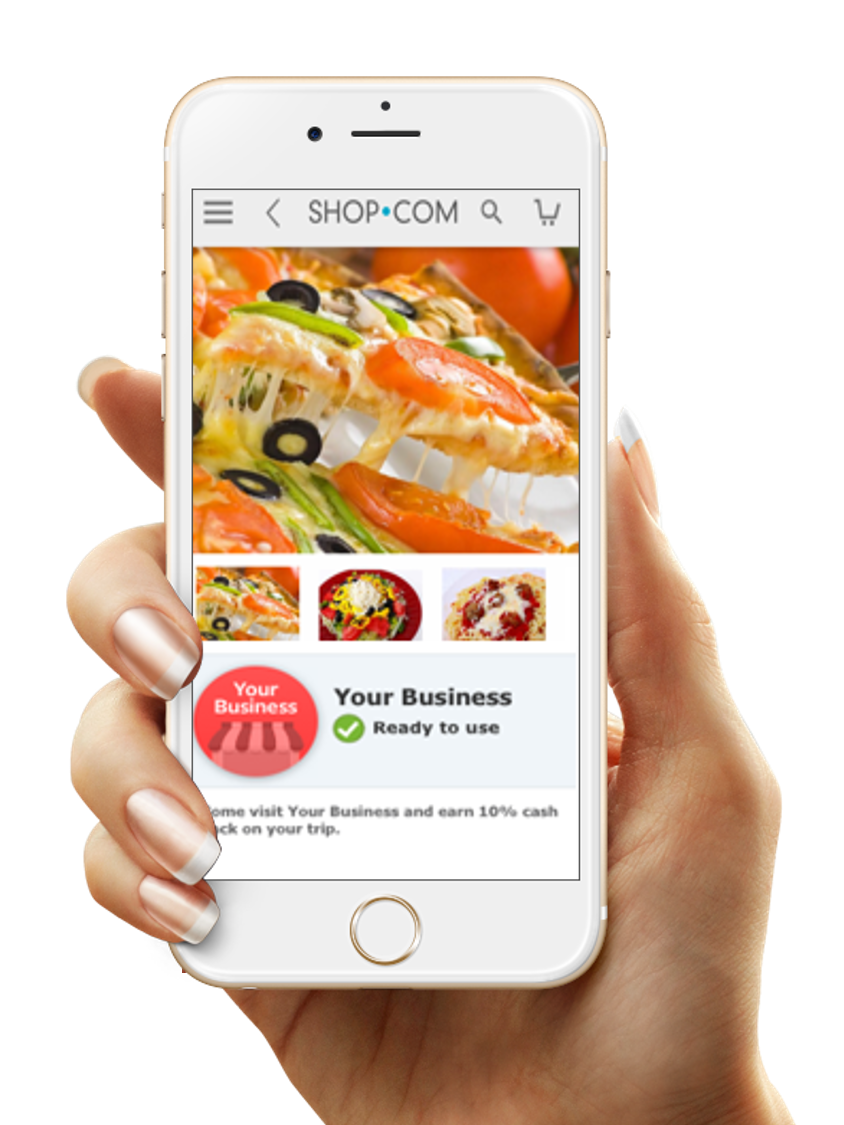 SHOP•COM
Your
Business
Your Business
Ready to use
ome visit Your Business and earn 10% cash
ck on your trip.